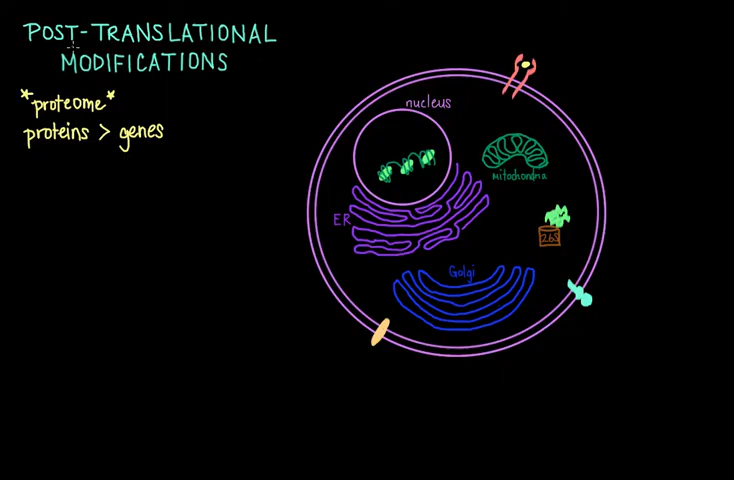 POST-TRANSLATIONAL
MODIFICATIONS
*proteome*
proteins > genes
nucleus
mitochondria
ER
26S
Golgi